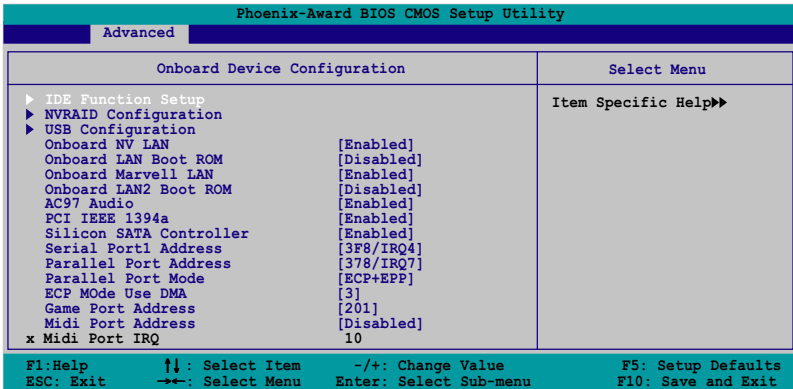 Phoenix-Award BIOS CMOS Setup Utility
Advanced
Onboard Device Configuration
Select Menu
IDE Function Setup
Item Specific Help
NVRAID Configuration
USB Configuration
Onboard NV LAN [Enabled]
Onboard LAN Boot ROM [Disabled]
Onboard Marvell LAN [Enabled]
Onboard LAN2 Boot ROM [Disabled]
AC97 Audio [Enabled]
PCI IEEE 1394a [Enabled]
Silicon SATA Controller [Enabled]
Serial Port1 Address [3F8/IRQ4]
Parallel Port Address [378/IRQ7]
Parallel Port Mode [ECP+EPP]
ECP MOde Use DMA [3]
Game Port Address [201]
Midi Port Address [Disabled]
x Midi Port IRQ 10
F1:Help ↑↓ : Select Item -/+: Change Value F5: Setup Defaults
ESC: Exit →←: Select Menu Enter: Select Sub-menu F10: Save and Exit